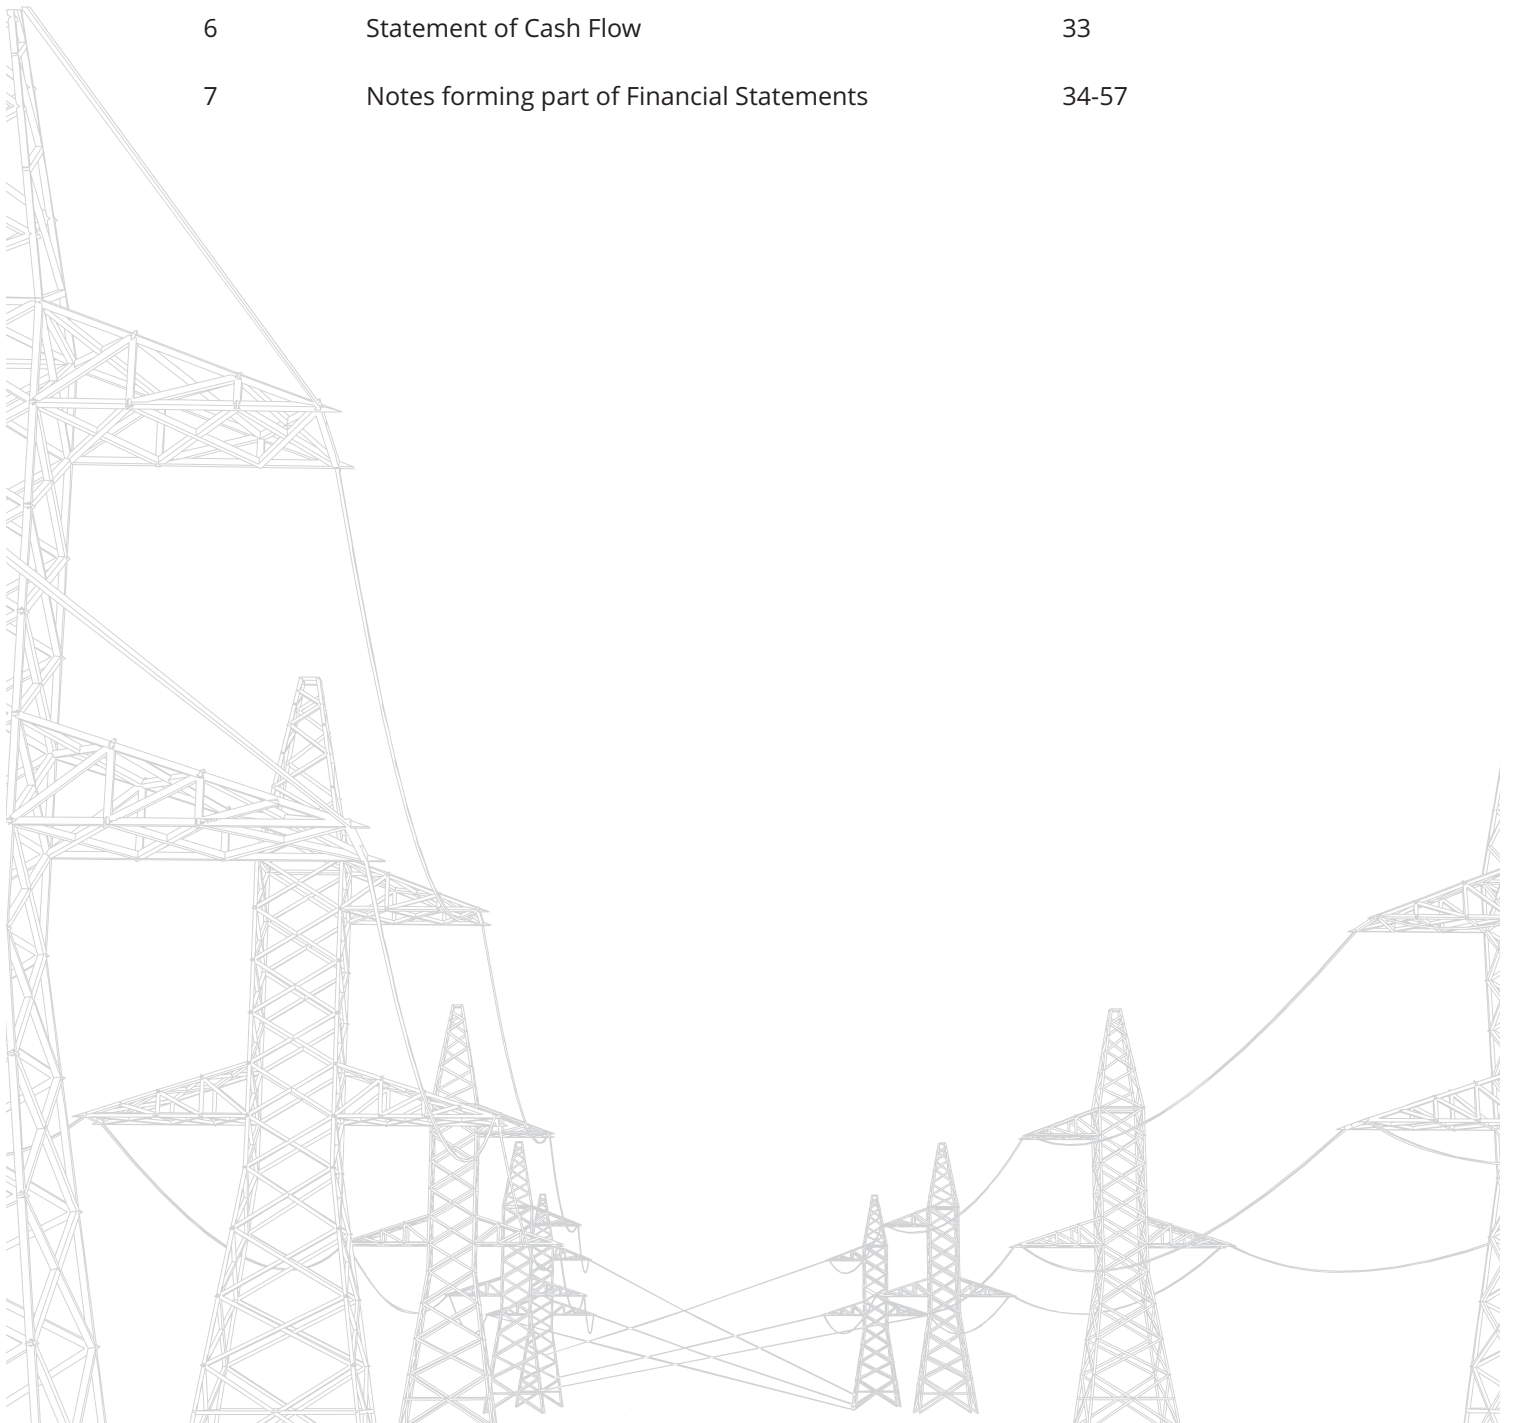 6 Statement of Cash Flow 33
7 Notes forming part of Financial Statements 34-57